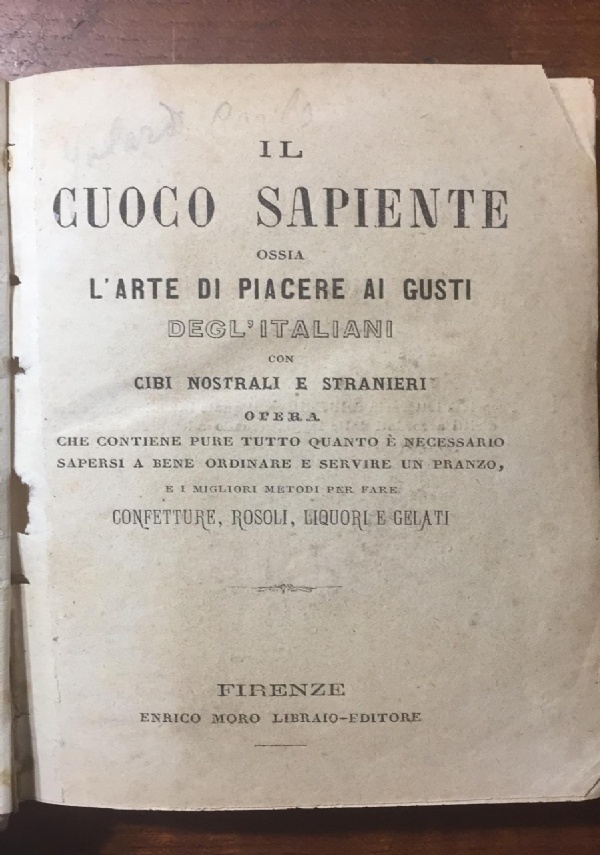 IL
CUOCO SAPIENTE
OSSIA
L'ARTE DI PIACERE AI GUSTI
DEGL'ITALIANI
CON
CIBI NOSTRALI E STRANIERI
OPERA
CHE CONTIENE PURE TUTTO QUANTO È NECESSARIO
SAPERSI A BENE ORDINARE E SERVIRE UN PRANZO,
E I MIGLIORI METODI PER FARE
CONFETTURE, ROSOLI, LIQUORI E GELATI
FIRENZE
ENRICO MORO LIBRAIO-EDITORE